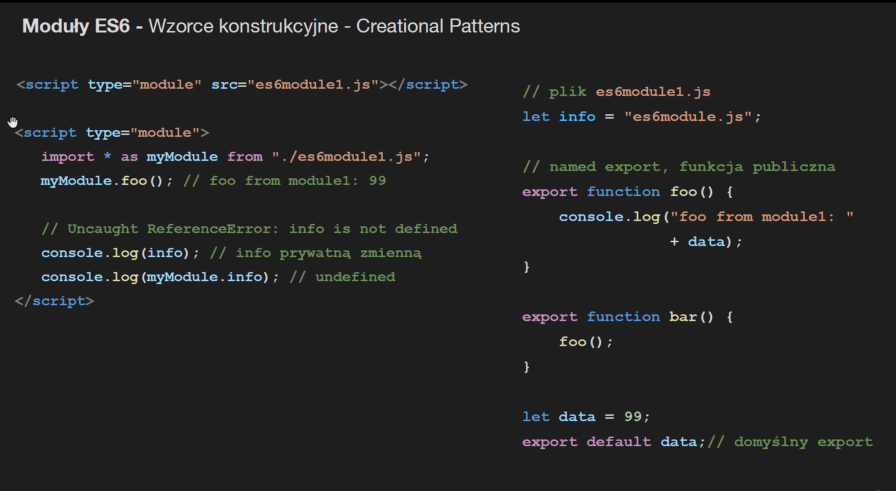 Moduły ES6 - Wzorce konstrukcyjne - Creational Patterns
<script type="module" src="es6module1.js"></script>
<script type="module">
import * as myModule from "./es6module1.js";
myModule.foo(); // foo from module1: 99
// Uncaught ReferenceError: info is not defined
console.log(info); // info prywatną zmienną
console.log(myModule.info); // undefined
</script>
// plik es6module1.js
let info = "es6module.js";
// named export, funkcja publiczna
export function foo() {
console.log("foo from module1: "
+ data);
}
export function bar() {
foo();
}
let data = 99;
export default data;// domyślny export